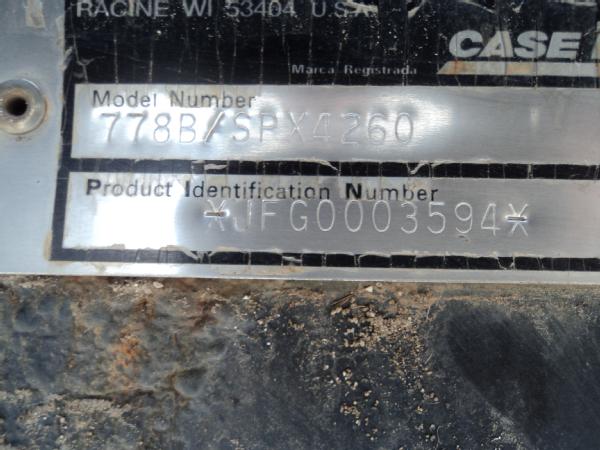 RACINE, WI 53404 U.S.A.
CASE
Marca Registrada
Model Number
778B/SPX4260
Product Identification Number
*JFG0003594*